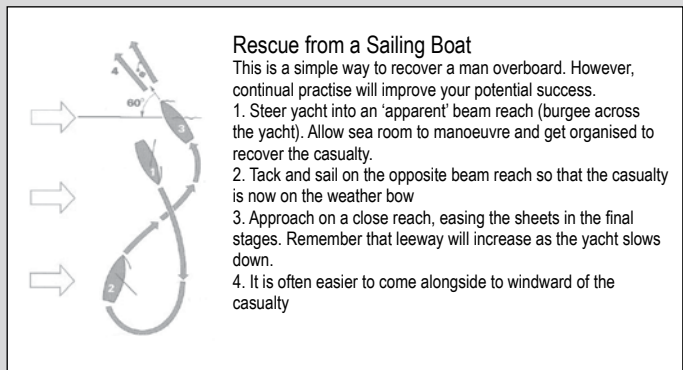 Rescue from a Sailing Boat
This is a simple way to recover a man overboard. However,
continual practise will improve your potential success.
1. Steer yacht into an ‘apparent’ beam reach (burgee across
the yacht). Allow sea room to manoeuvre and get organised to
recover the casualty.
2. Tack and sail on the opposite beam reach so that the casualty
is now on the weather bow
3. Approach on a close reach, easing the sheets in the final
stages. Remember that leeway will increase as the yacht slows
down.
4. It is often easier to come alongside to windward of the
casualty
4
60°
3
1
2